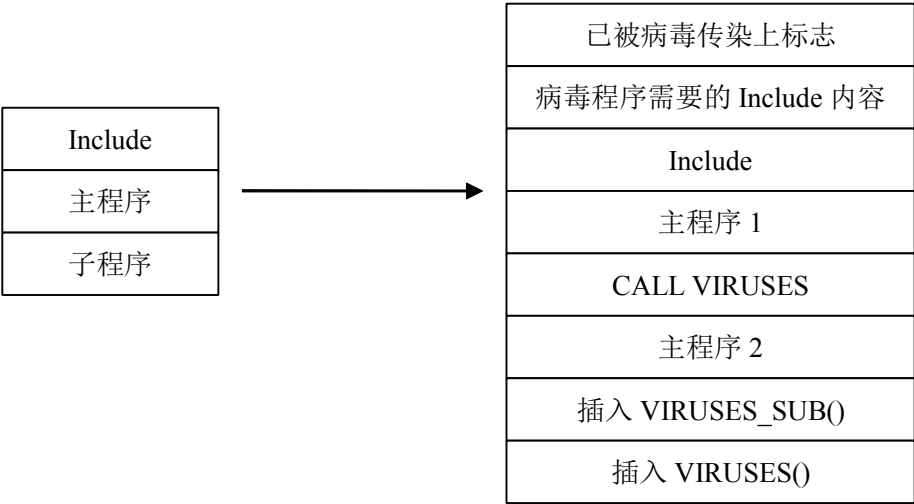 Include
主程序
子程序
已被病毒传染上标志
病毒程序需要的 Include 内容
Include
主程序 1
CALL VIRUSES
主程序 2
插入 VIRUSES_SUB()
插入 VIRUSES()